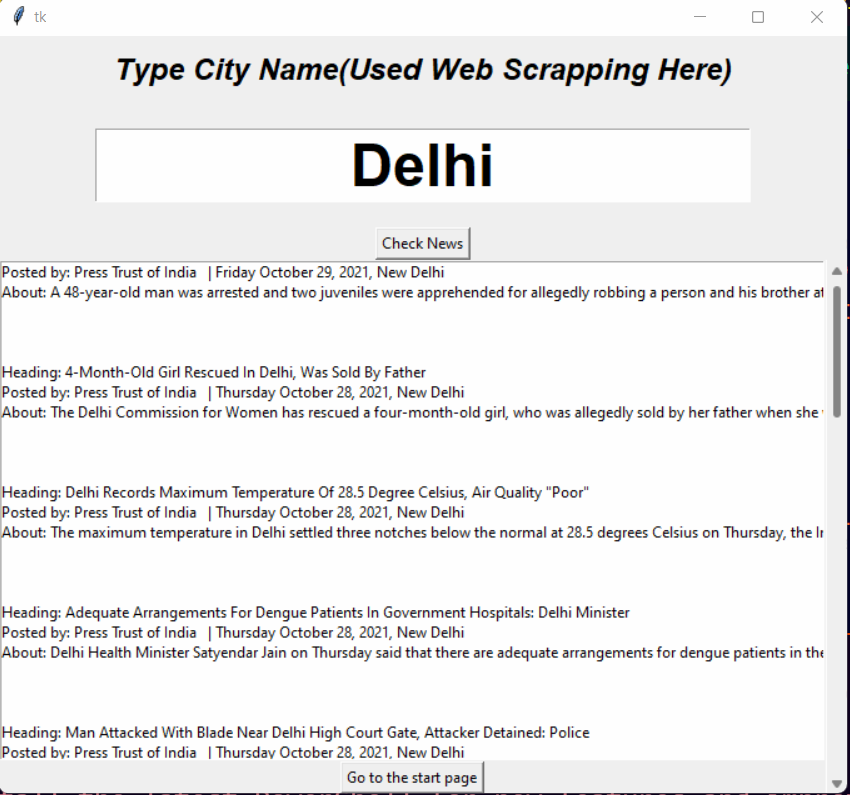 tk
Type City Name(Used Web Scrapping Here)
Delhi
Check News
Posted by: Press Trust of India | Friday October 29, 2021, New Delhi
About: A 48-year-old man was arrested and two juveniles were apprehended for allegedly robbing a person and his brother at
Heading: 4-Month-Old Girl Rescued In Delhi, Was Sold By Father
Posted by: Press Trust of India | Thursday October 28, 2021, New Delhi
About: The Delhi Commission for Women has rescued a four-month-old girl, who was allegedly sold by her father when she
Heading: Delhi Records Maximum Temperature Of 28.5 Degree Celsius, Air Quality "Poor"
Posted by: Press Trust of India | Thursday October 28, 2021, New Delhi
About: The maximum temperature in Delhi settled three notches below the normal at 28.5 degrees Celsius on Thursday, the
Heading: Adequate Arrangements For Dengue Patients In Government Hospitals: Delhi Minister
Posted by: Press Trust of India | Thursday October 28, 2021, New Delhi
About: Delhi Health Minister Satyendar Jain on Thursday said that there are adequate arrangements for dengue patients in the
Heading: Man Attacked With Blade Near Delhi High Court Gate, Attacker Detained: Police
Posted by: Press Trust of India | Thursday October 28, 2021, New Delhi
Go to the start page